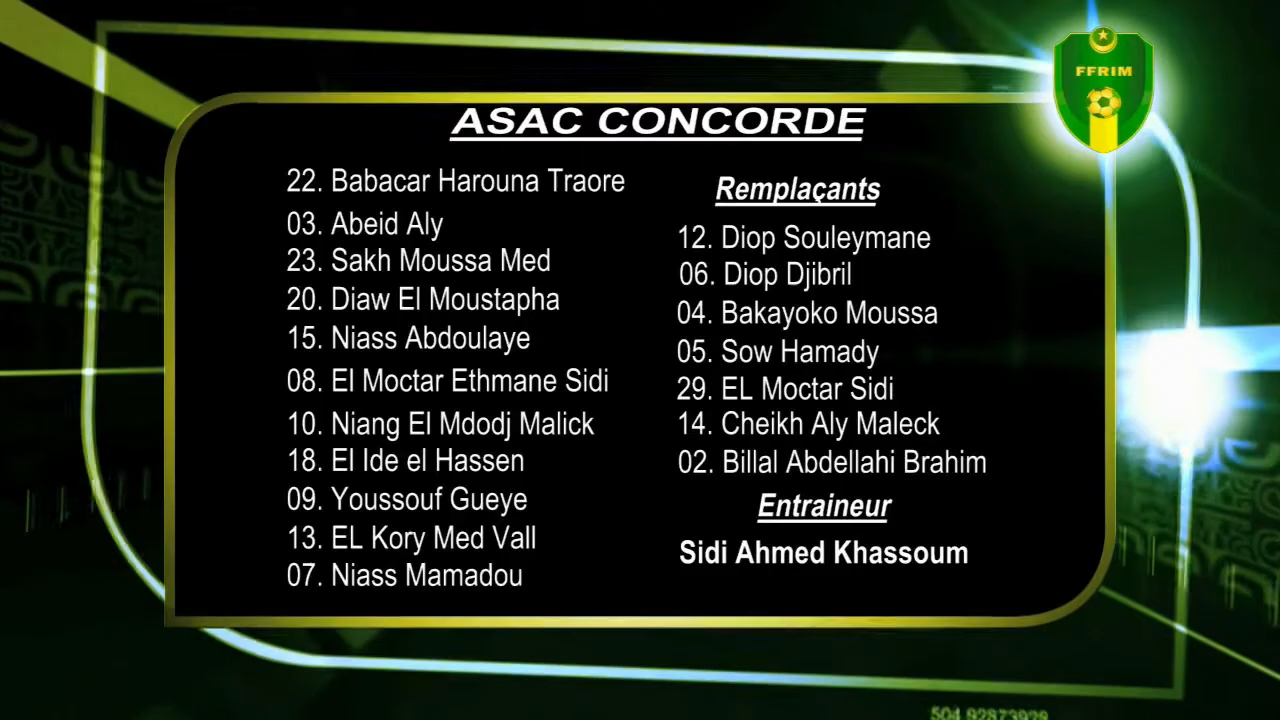 FFRIM
ASAC CONCORDE
22. Babacar Harouna Traore
03. Abeid Aly
23. Sakh Moussa Med
20. Diaw El Moustapha
15. Niass Abdoulaye
08. El Moctar Ethmane Sidi
10. Niang El Mdodj Malick
18. El Ide el Hassen
09. Youssouf Gueye
13. EL Kory Med Vall
07. Niass Mamadou
Remplaçants
12. Diop Souleymane
06. Diop Djibril
04. Bakayoko Moussa
05. Sow Hamady
29. EL Moctar Sidi
14. Cheikh Aly Maleck
02. Billal Abdellahi Brahim
Entraineur
Sidi Ahmed Khassoum